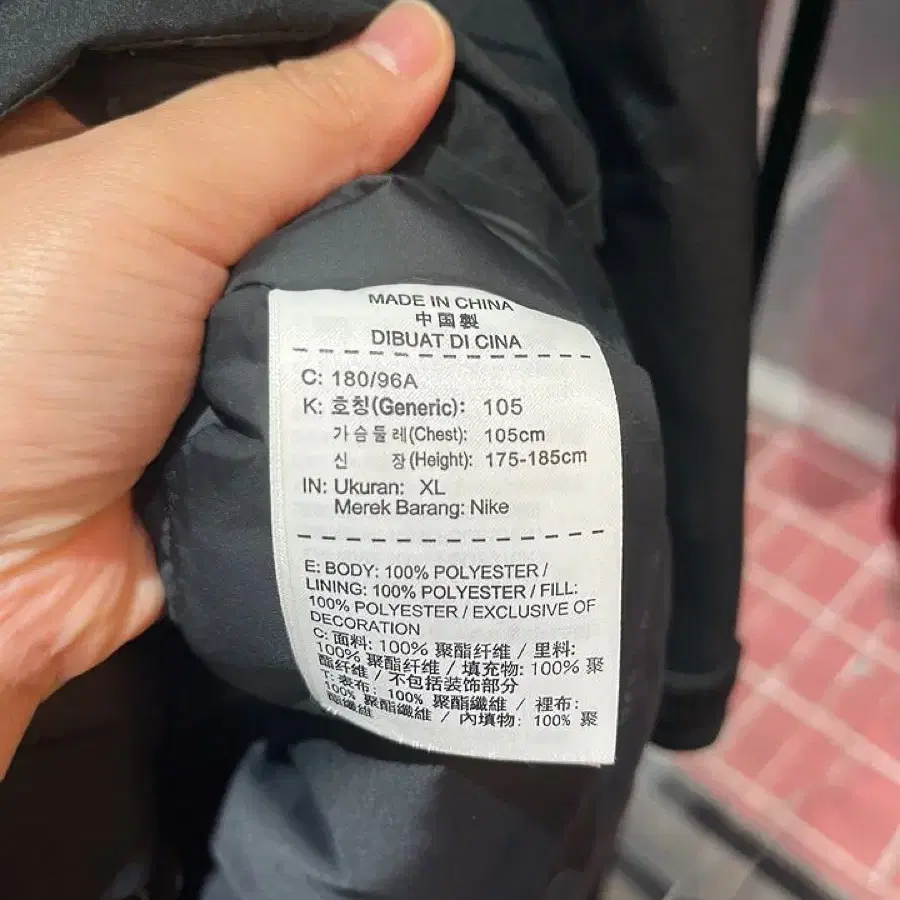 MADE IN CHINA
中国製
DIBUAT DI CINA
C: 180/96A
K: 호칭(Generic): 105
가슴둘레(Chest): 105cm
신 장(Height): 175-185cm
IN: Ukuran: XL
Merek Barang: Nike
E: BODY: 100% POLYESTER /
LINING: 100% POLYESTER / FILL:
100% POLYESTER / EXCLUSIVE OF
DECORATION
C: 面料: 100% 聚酯纤维 / 里料:
100% 聚酯纤维 / 填充物: 100% 聚
酯纤维 / 不包括装饰部分
T: 表布: 100% 聚酯纖維 / 裡布:
100% 聚酯纖維 / 內填物: 100% 聚
酯纖維